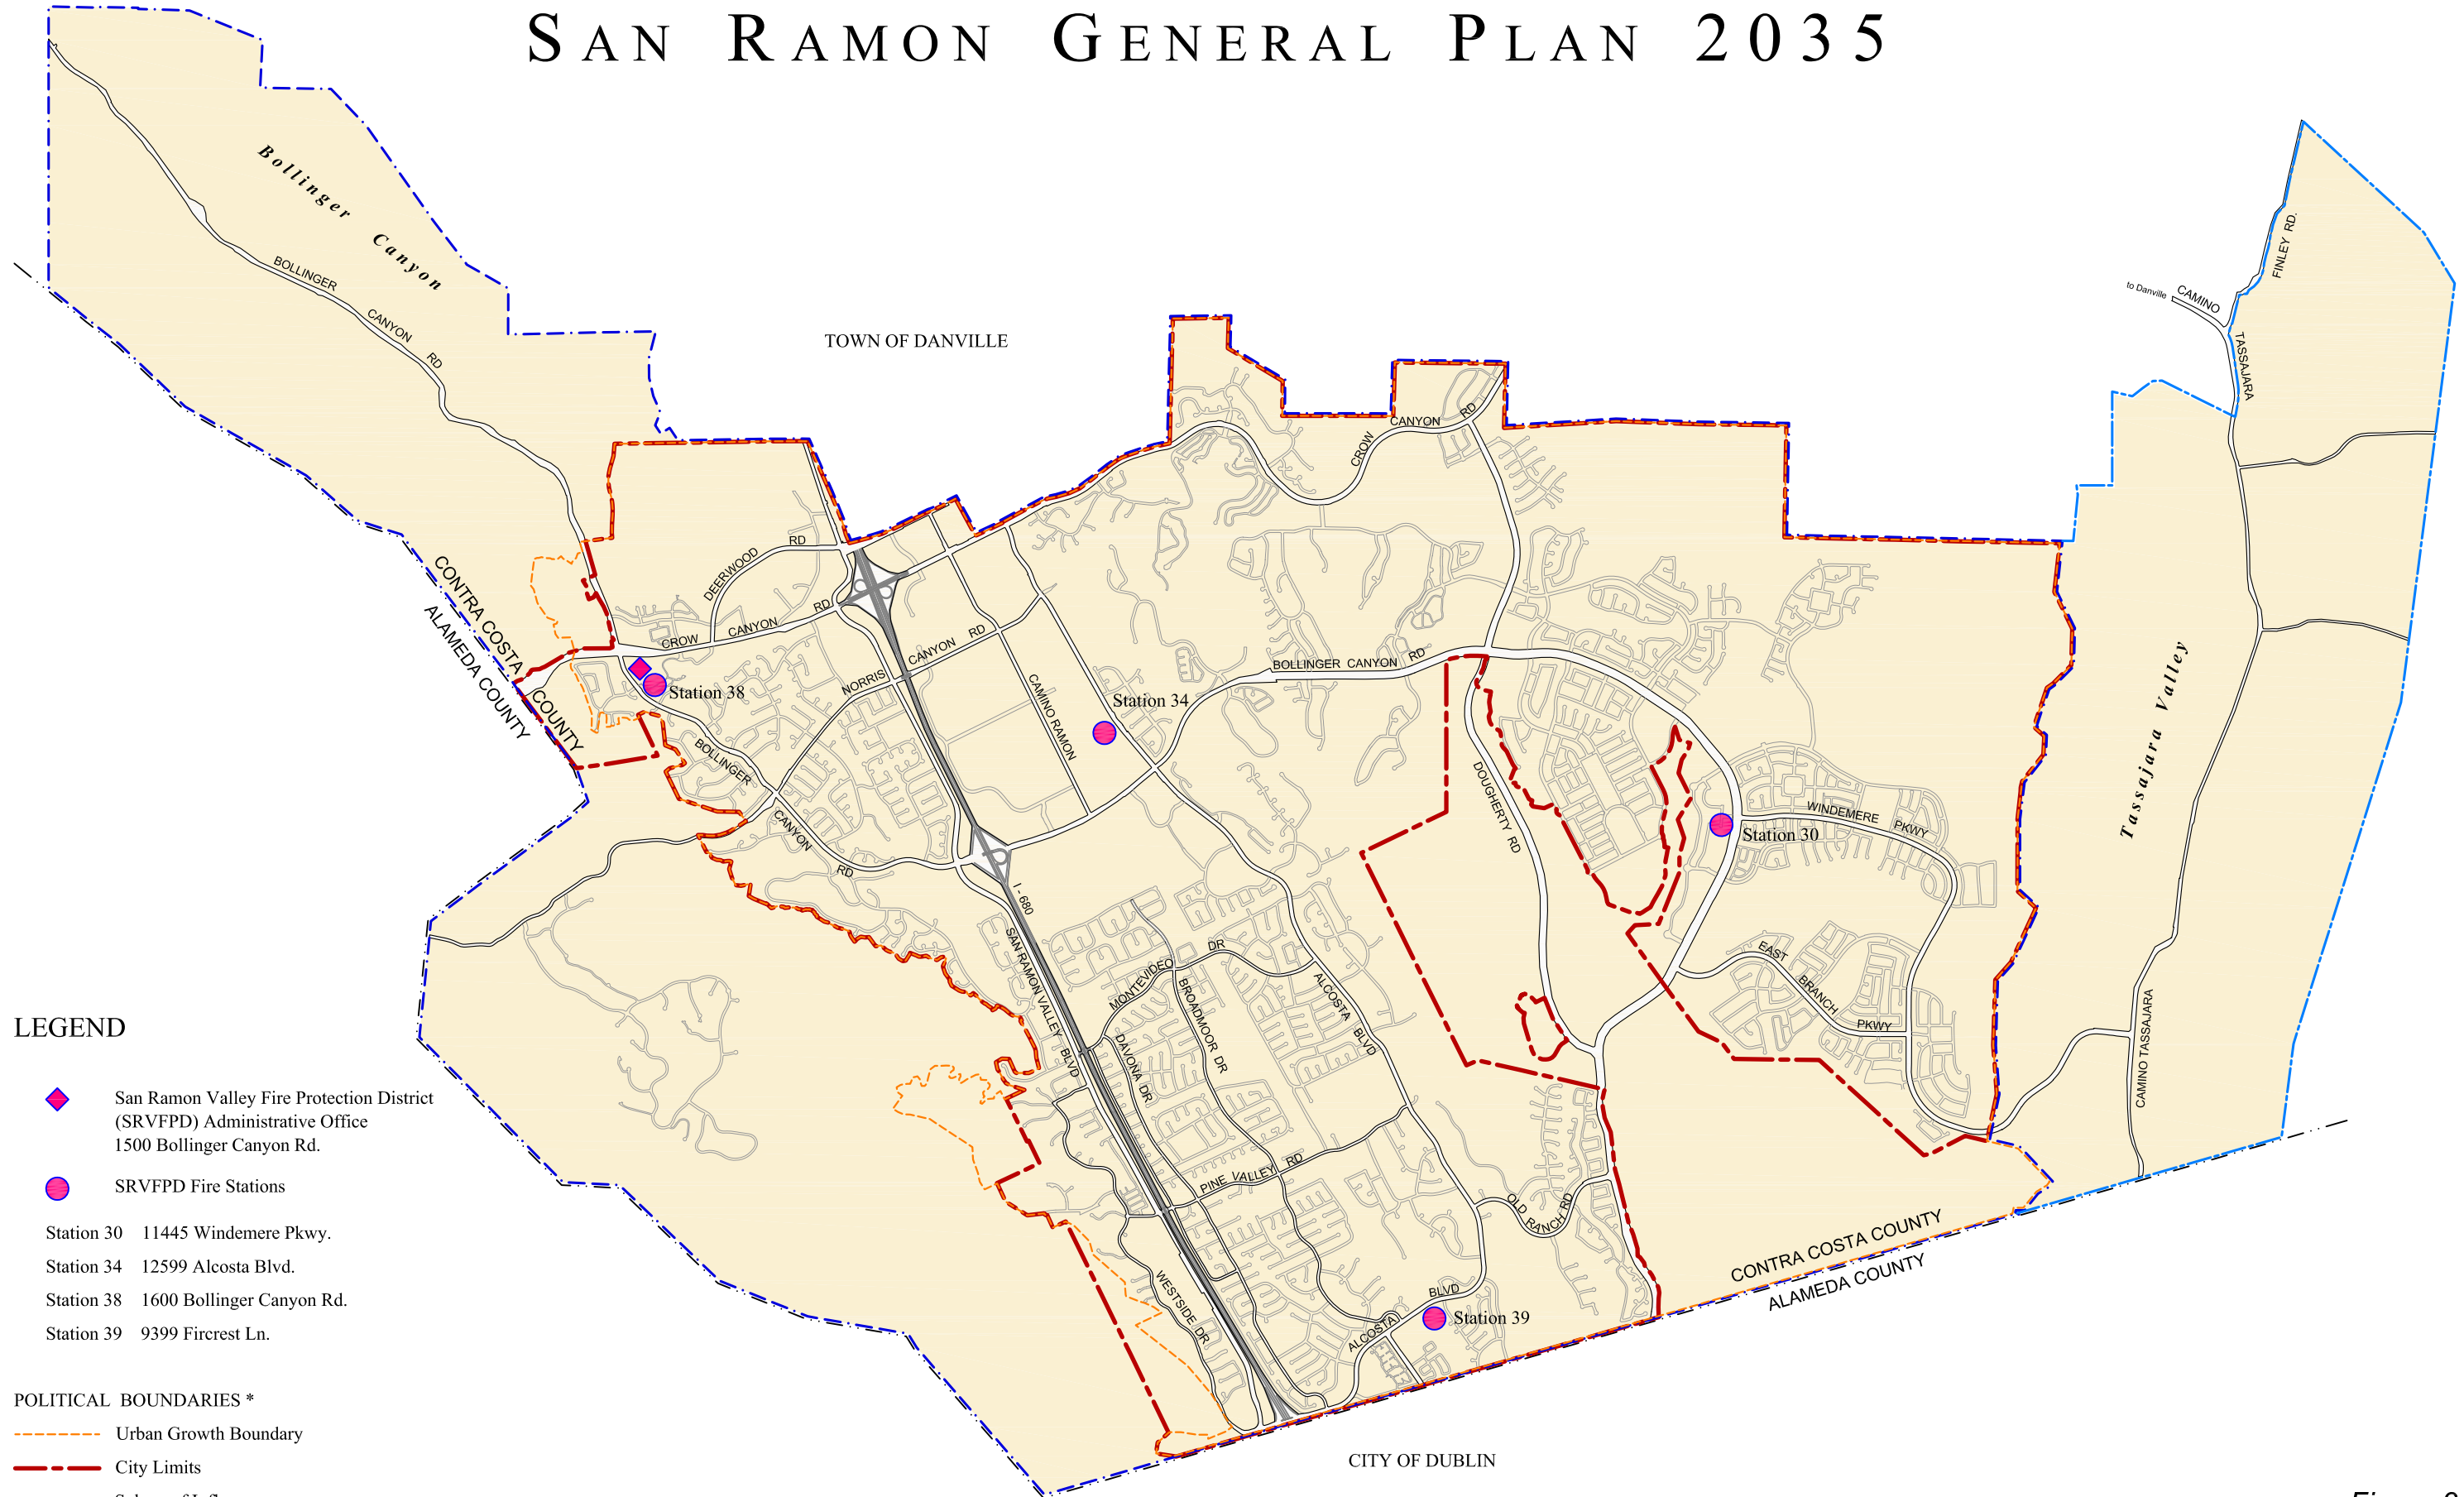 SAN RAMON GENERAL PLAN 2035
Bollinger Canyon
BOLLINGER
CANYON
RD
TOWN OF DANVILLE
FINLEY RD.
to Danville
CAMINO
TASSAJARA
CANYON
RD
CROW
DEERWOOD
RD
CROW
CANYON
RD
CONTRA COSTA
COUNTY
ALAMEDA COUNTY
Station 38
NORRIS
CANYON
RD
CAMINO RAMON
Station 34
BOLLINGER CANYON
RD
BOLLINGER
CANYON
RD
DOUGHERTY RD
WINDEMERE
PKWY
Station 30
Tassajara Valley
I - 680
SAN RAMON VALLEY
BLVD
MONTEVIDEO
DR
BROADMOOR DR
DAVONA DR
ALCOSTA
BLVD
EAST
BRANCH
PKWY
CAMINO TASSAJARA
PINE VALLEY
RD
OLD
RANCH RD
WESTSIDE DR
ALCOSTA
BLVD
Station 39
CONTRA COSTA COUNTY
ALAMEDA COUNTY
CITY OF DUBLIN
LEGEND
San Ramon Valley Fire Protection District
(SRVFPD) Administrative Office
1500 Bollinger Canyon Rd.
SRVFPD Fire Stations
Station 30 11445 Windemere Pkwy.
Station 34 12599 Alcosta Blvd.
Station 38 1600 Bollinger Canyon Rd.
Station 39 9399 Fircrest Ln.
POLITICAL BOUNDARIES *
Urban Growth Boundary
City Limits